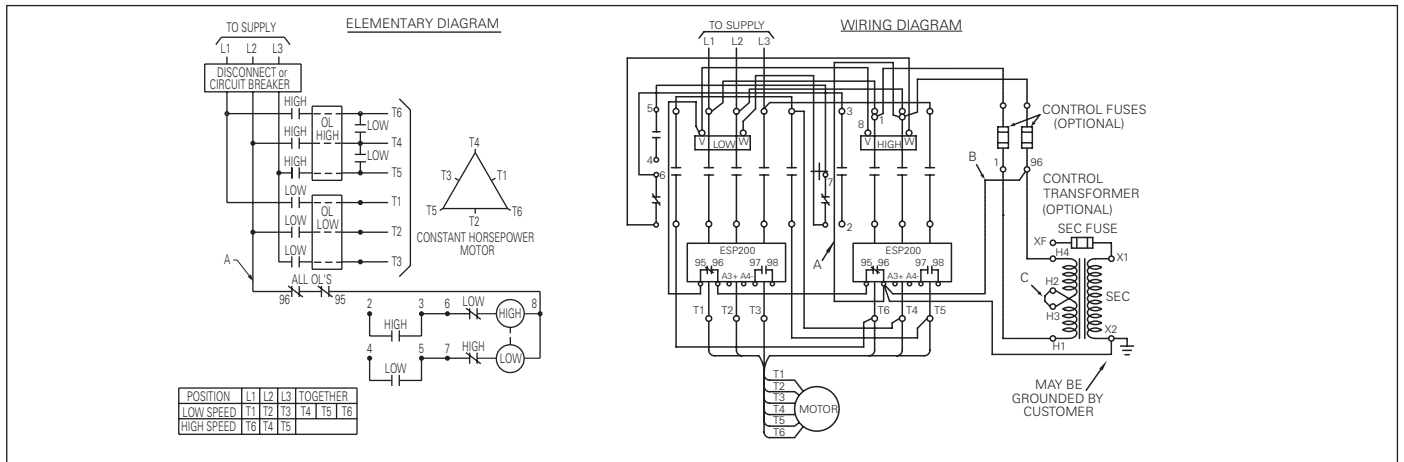 ELEMENTARY DIAGRAM
TO SUPPLY
L1 L2 L3
DISCONNECT or
CIRCUIT BREAKER
HIGH
OL
HIGH
T6
LOW
HIGH
T4
LOW
HIGH
T5
LOW
OL
LOW
T1
LOW
T2
LOW
T3
A
T4
T3 T1
T5 T6
T2
CONSTANT HORSEPOWER
MOTOR
ALL OL'S
96 95
2 3 6 LOW HIGH 8
HIGH
4 5 7 HIGH LOW
LOW
POSITION L1 L2 L3 TOGETHER
LOW SPEED T1 T2 T3 T4 T5 T6
HIGH SPEED T6 T4 T5
WIRING DIAGRAM
TO SUPPLY
L1 L2 L3
5 3 1
8
V LOW W
V HIGH W
4
6
7
2
A
ESP200
95 96 97 98
A3+ A4-
ESP200
95 96 97 98
A3+ A4-
T1 T2 T3 T6 T4 T5
T1
T2
T3
T4
T5
T6
MOTOR
CONTROL FUSES
(OPTIONAL)
B
1 96
CONTROL
TRANSFORMER
(OPTIONAL)
SEC FUSE
XF
H4 X1
H2
C
SEC
H3
X2
H1
MAY BE
GROUNDED BY
CUSTOMER